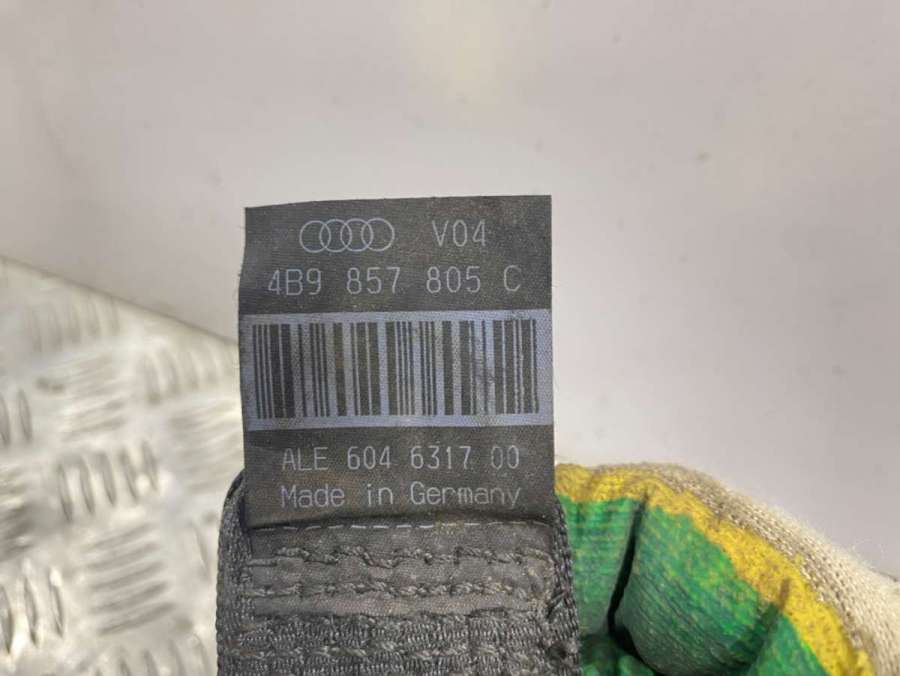 V04
4B9 857 805 C
ALE 604 6317 00
Made in Germany